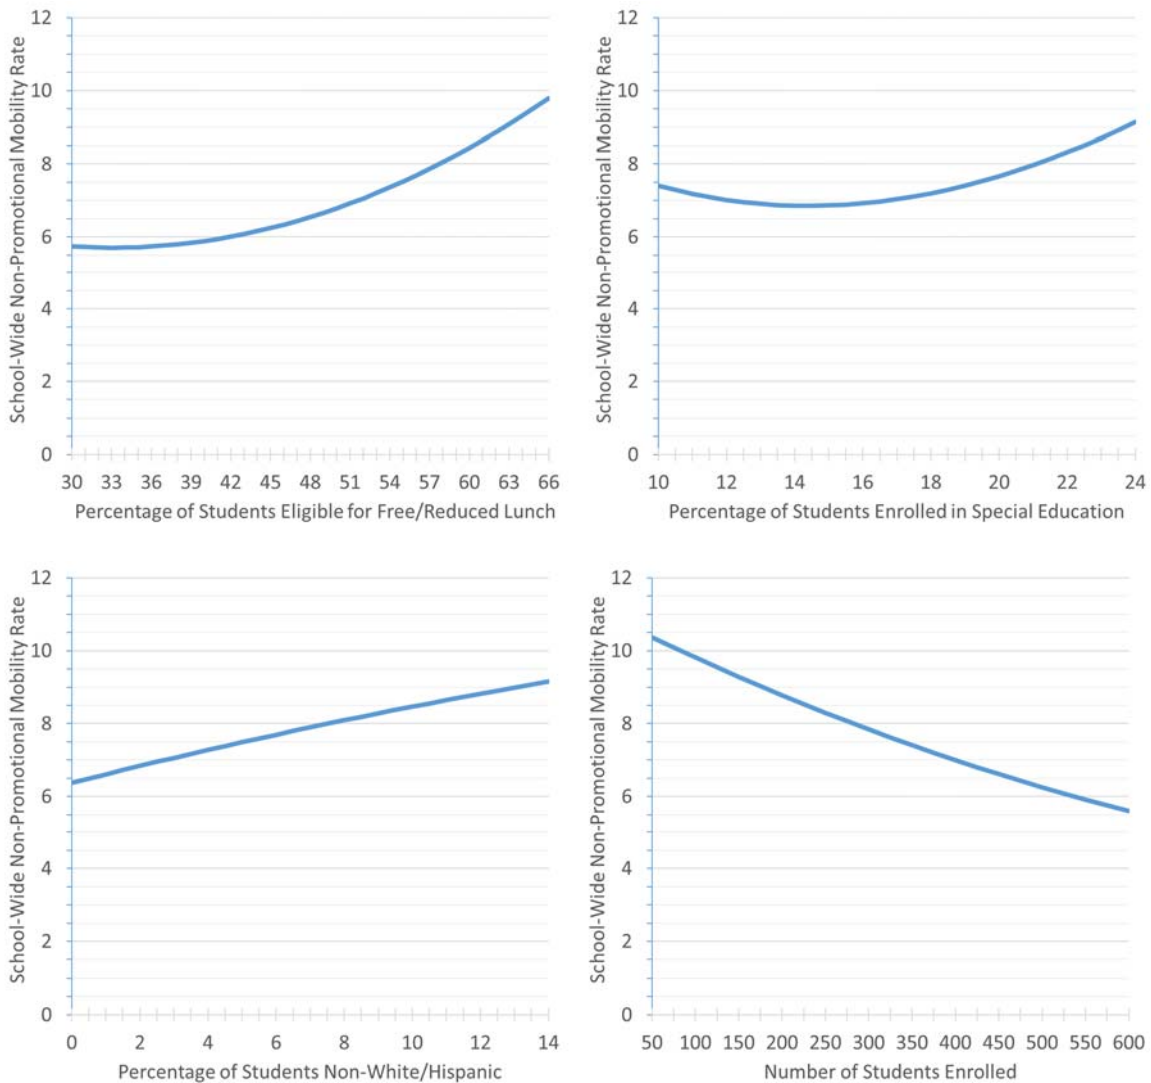 School-Wide Non-Promotional Mobility Rate
12
10
8
6
4
2
0
30 33 36 39 42 45 48 51 54 57 60 63 66
Percentage of Students Eligible for Free/Reduced Lunch
School-Wide Non-Promotional Mobility Rate
12
10
8
6
4
2
0
10 12 14 16 18 20 22 24
Percentage of Students Enrolled in Special Education
School-Wide Non-Promotional Mobility Rate
12
10
8
6
4
2
0
0 2 4 6 8 10 12 14
Percentage of Students Non-White/Hispanic
School-Wide Non-Promotional Mobility Rate
12
10
8
6
4
2
0
50 100 150 200 250 300 350 400 450 500 550 600
Number of Students Enrolled